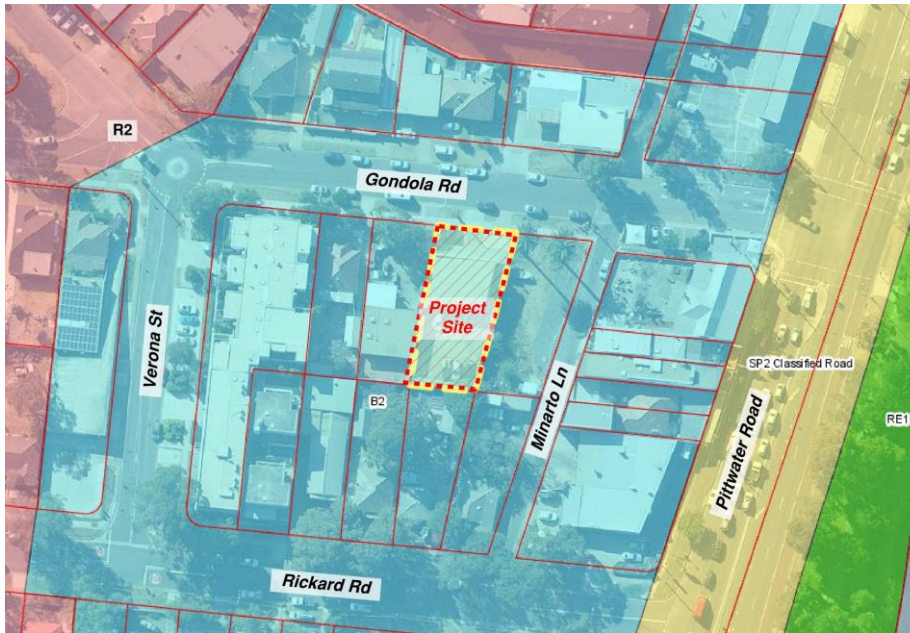 R2
Gondola Rd
Project
Site
Verona St
B2
Minarto Ln
SP2 Classified Road
Pittwater Road
RE1
Rickard Rd